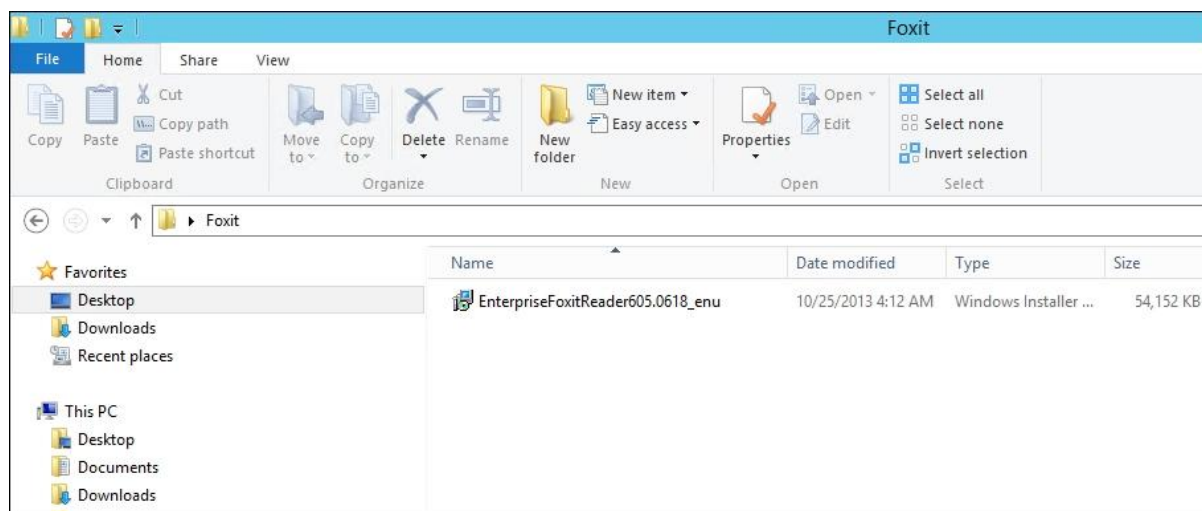 Foxit
File Home Share View
Copy
Paste
Cut
Copy path
Paste shortcut
Move to
Copy to
Delete
Rename
New folder
New item
Easy access
Properties
Open
Edit
Select all
Select none
Invert selection
Clipboard Organize New Open Select
Foxit
Favorites
Desktop
Downloads
Recent places
This PC
Desktop
Documents
Downloads
Name Date modified Type Size
EnterpriseFoxitReader605.0618_enu 10/25/2013 4:12 AM Windows Installer ... 54,152 KB